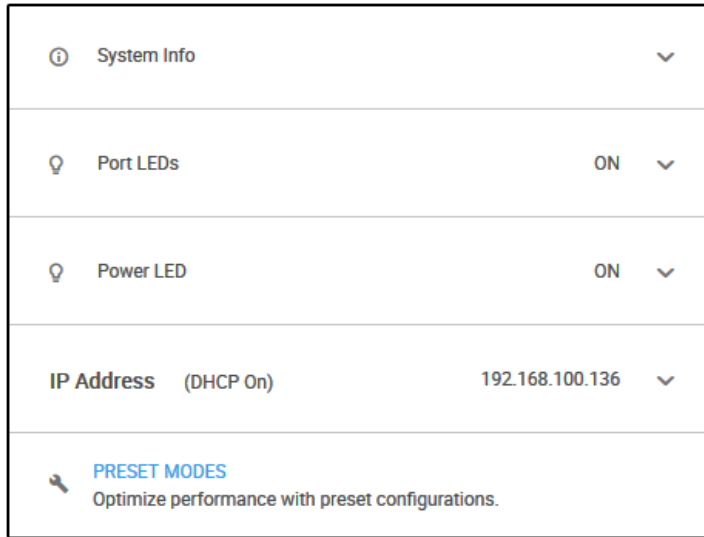 System Info
Port LEDs ON
Power LED ON
IP Address (DHCP On) 192.168.100.136
PRESET MODES
Optimize performance with preset configurations.